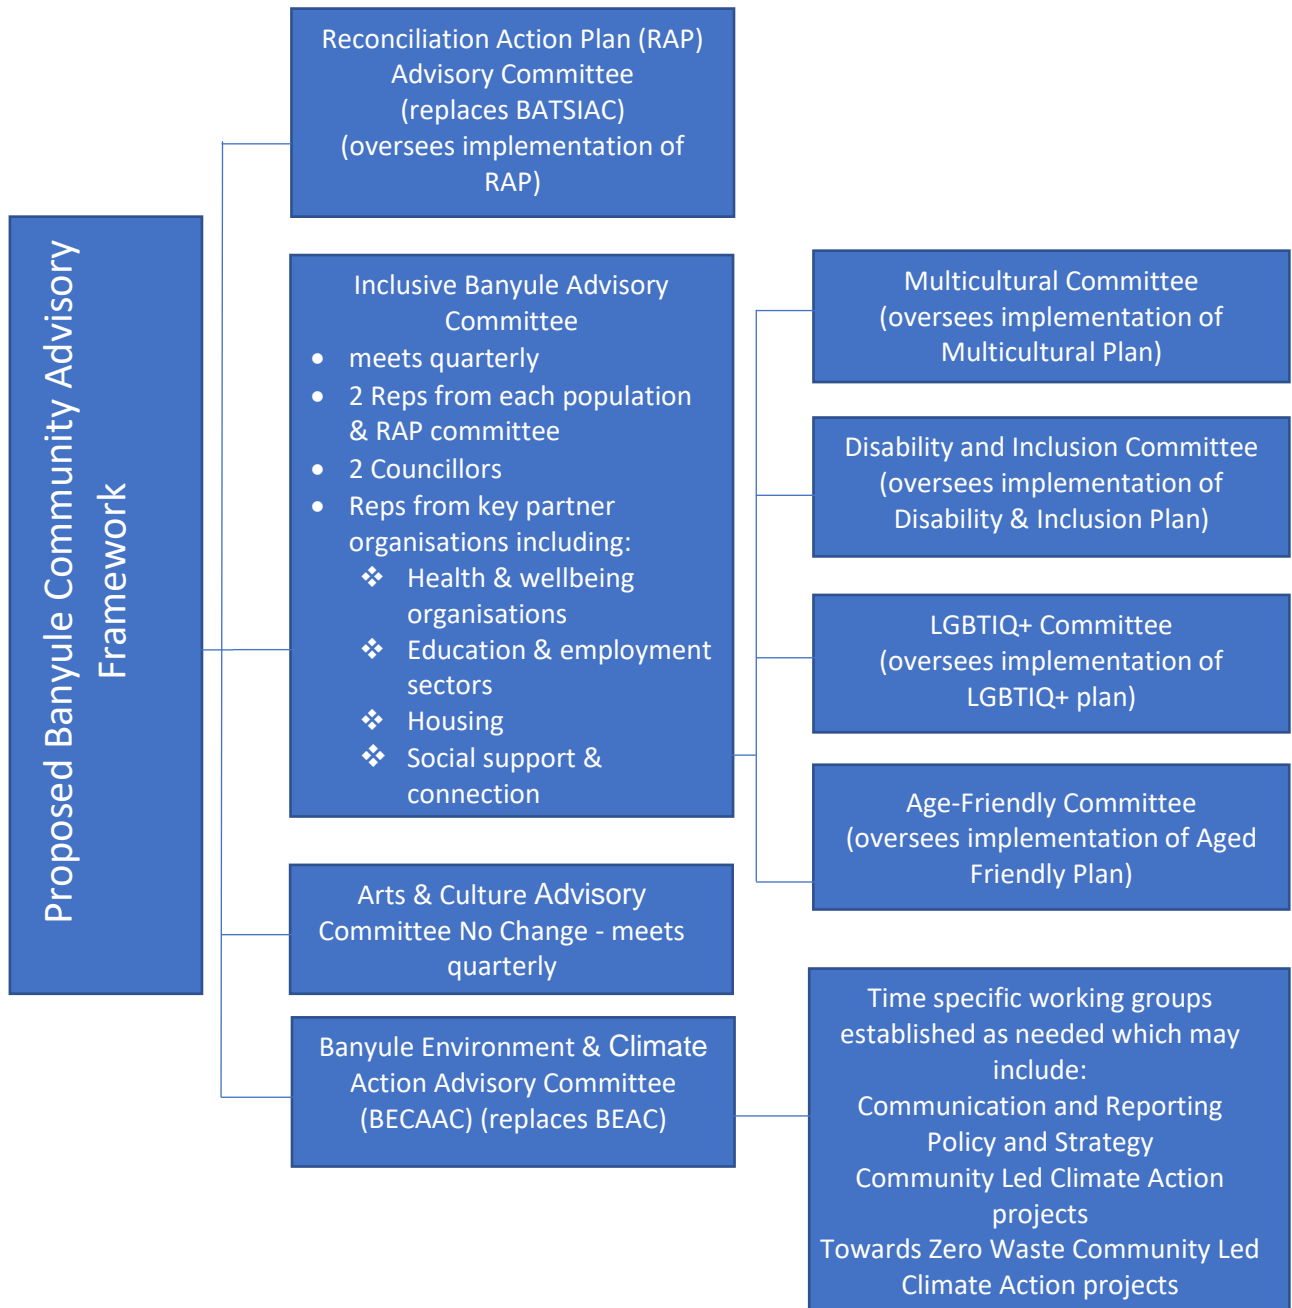 Proposed Banyule Community Advisory
Framework
Reconciliation Action Plan (RAP)
Advisory Committee
(replaces BATSIAC)
(oversees implementation of
RAP)
Inclusive Banyule Advisory
Committee
• meets quarterly
• 2 Reps from each population
& RAP committee
• 2 Councillors
• Reps from key partner
organisations including:
❖ Health & wellbeing
organisations
❖ Education & employment
sectors
❖ Housing
❖ Social support &
connection
Multicultural Committee
(oversees implementation of
Multicultural Plan)
Disability and Inclusion Committee
(oversees implementation of
Disability & Inclusion Plan)
LGBTIQ+ Committee
(oversees implementation of
LGBTIQ+ plan)
Age-Friendly Committee
(oversees implementation of Aged
Friendly Plan)
Arts & Culture Advisory
Committee No Change - meets
quarterly
Banyule Environment & Climate
Action Advisory Committee
(BECAAC) (replaces BEAC)
Time specific working groups
established as needed which may
include:
Communication and Reporting
Policy and Strategy
Community Led Climate Action
projects
Towards Zero Waste Community Led
Climate Action projects